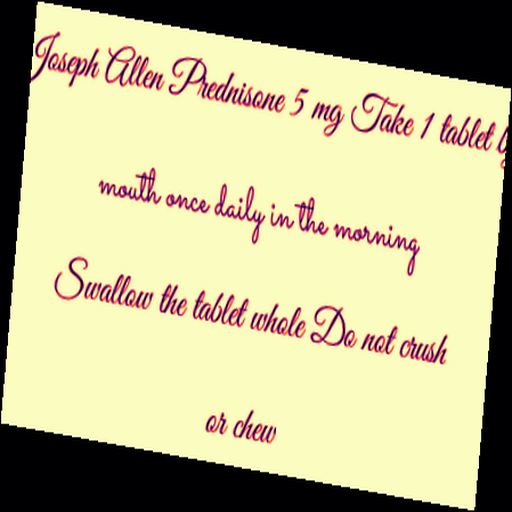 Joseph Allen Prednisone 5 mg Take 1 tablet
mouth once daily in the morning
Swallow the tablet whole Do not crush
or chew